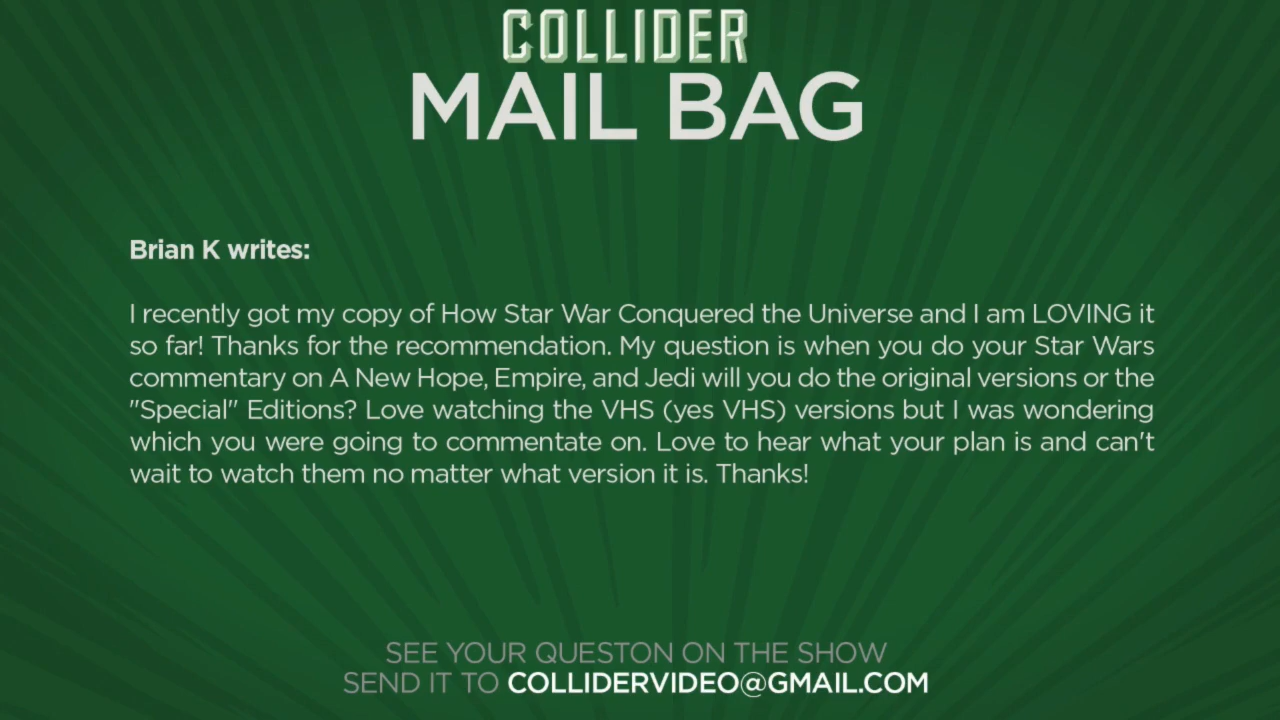 COLLIDER
MAIL BAG
Brian K writes:
I recently got my copy of How Star War Conquered the Universe and I am LOVING it
so far! Thanks for the recommendation. My question is when you do your Star Wars
commentary on A New Hope, Empire, and Jedi will you do the original versions or the
"Special" Editions? Love watching the VHS (yes VHS) versions but I was wondering
which you were going to commentate on. Love to hear what your plan is and can't
wait to watch them no matter what version it is. Thanks!
SEE YOUR QUESTON ON THE SHOW
SEND IT TO COLLIDERVIDEO@GMAIL.COM